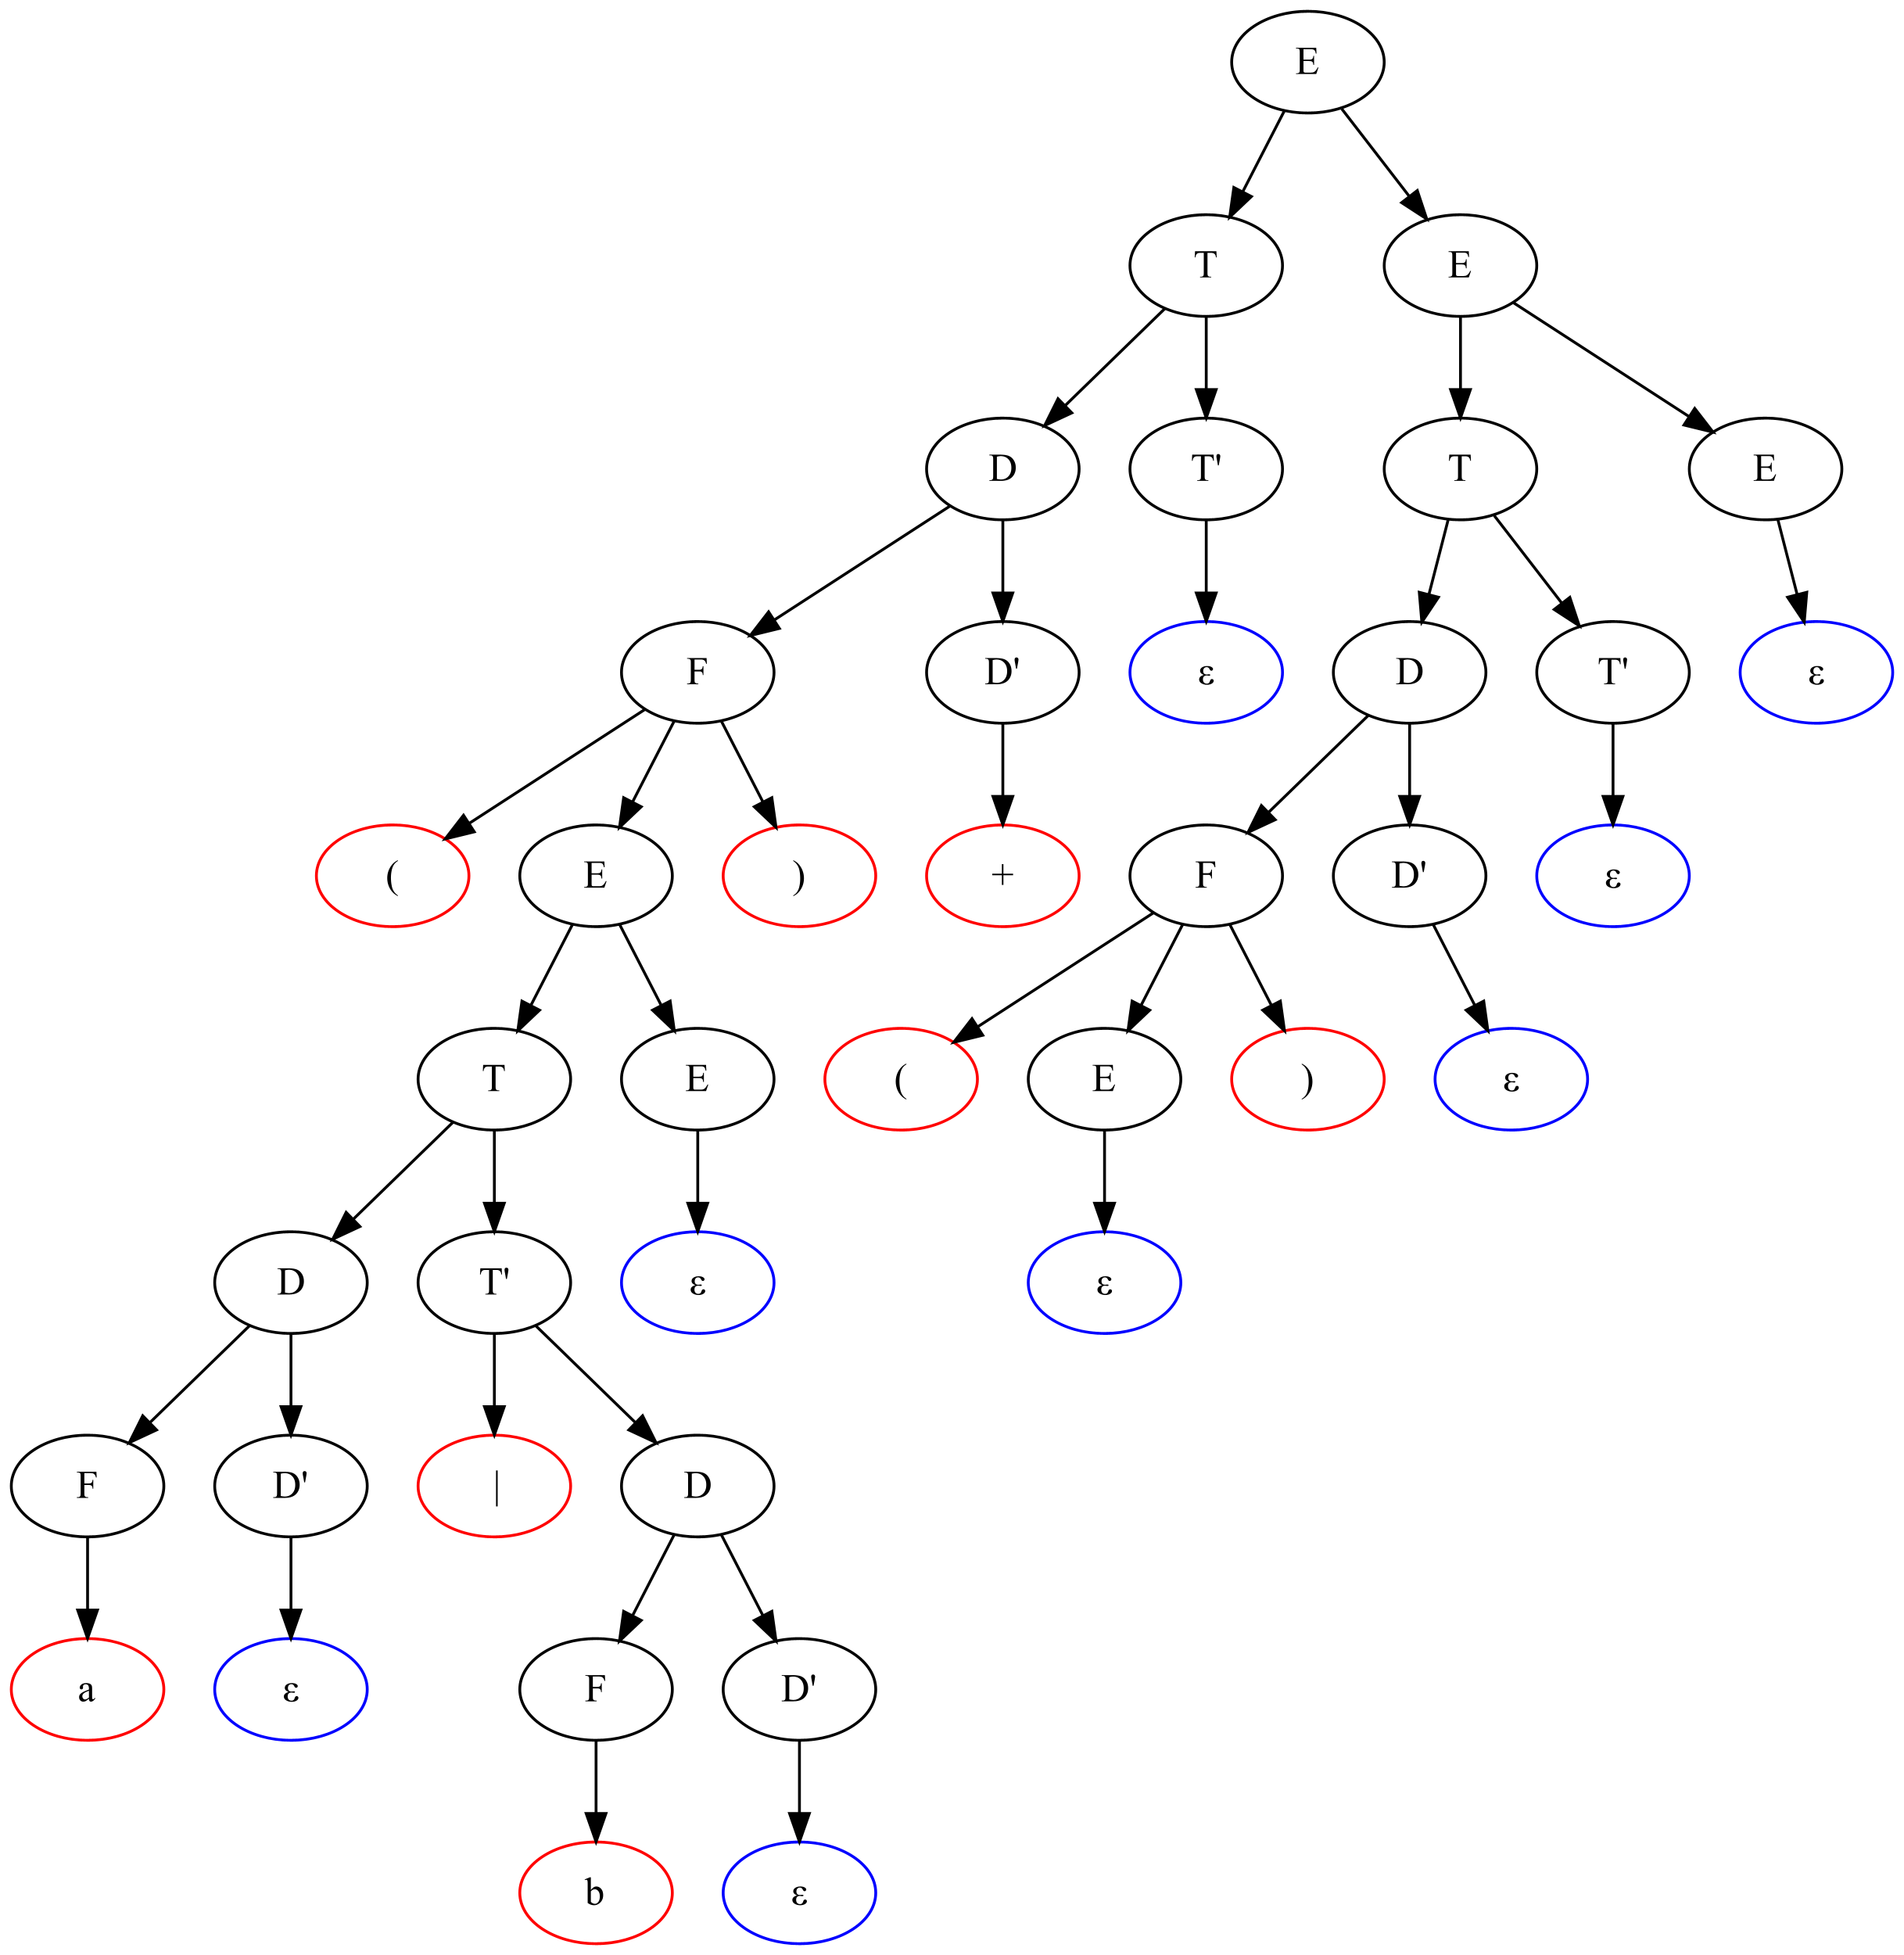 E
T E
D T' T E
F D' ε D T' ε
( E ) + F D' ε
T E ( E ) ε
D T' ε ε
F D' | D
a ε F D'
b ε